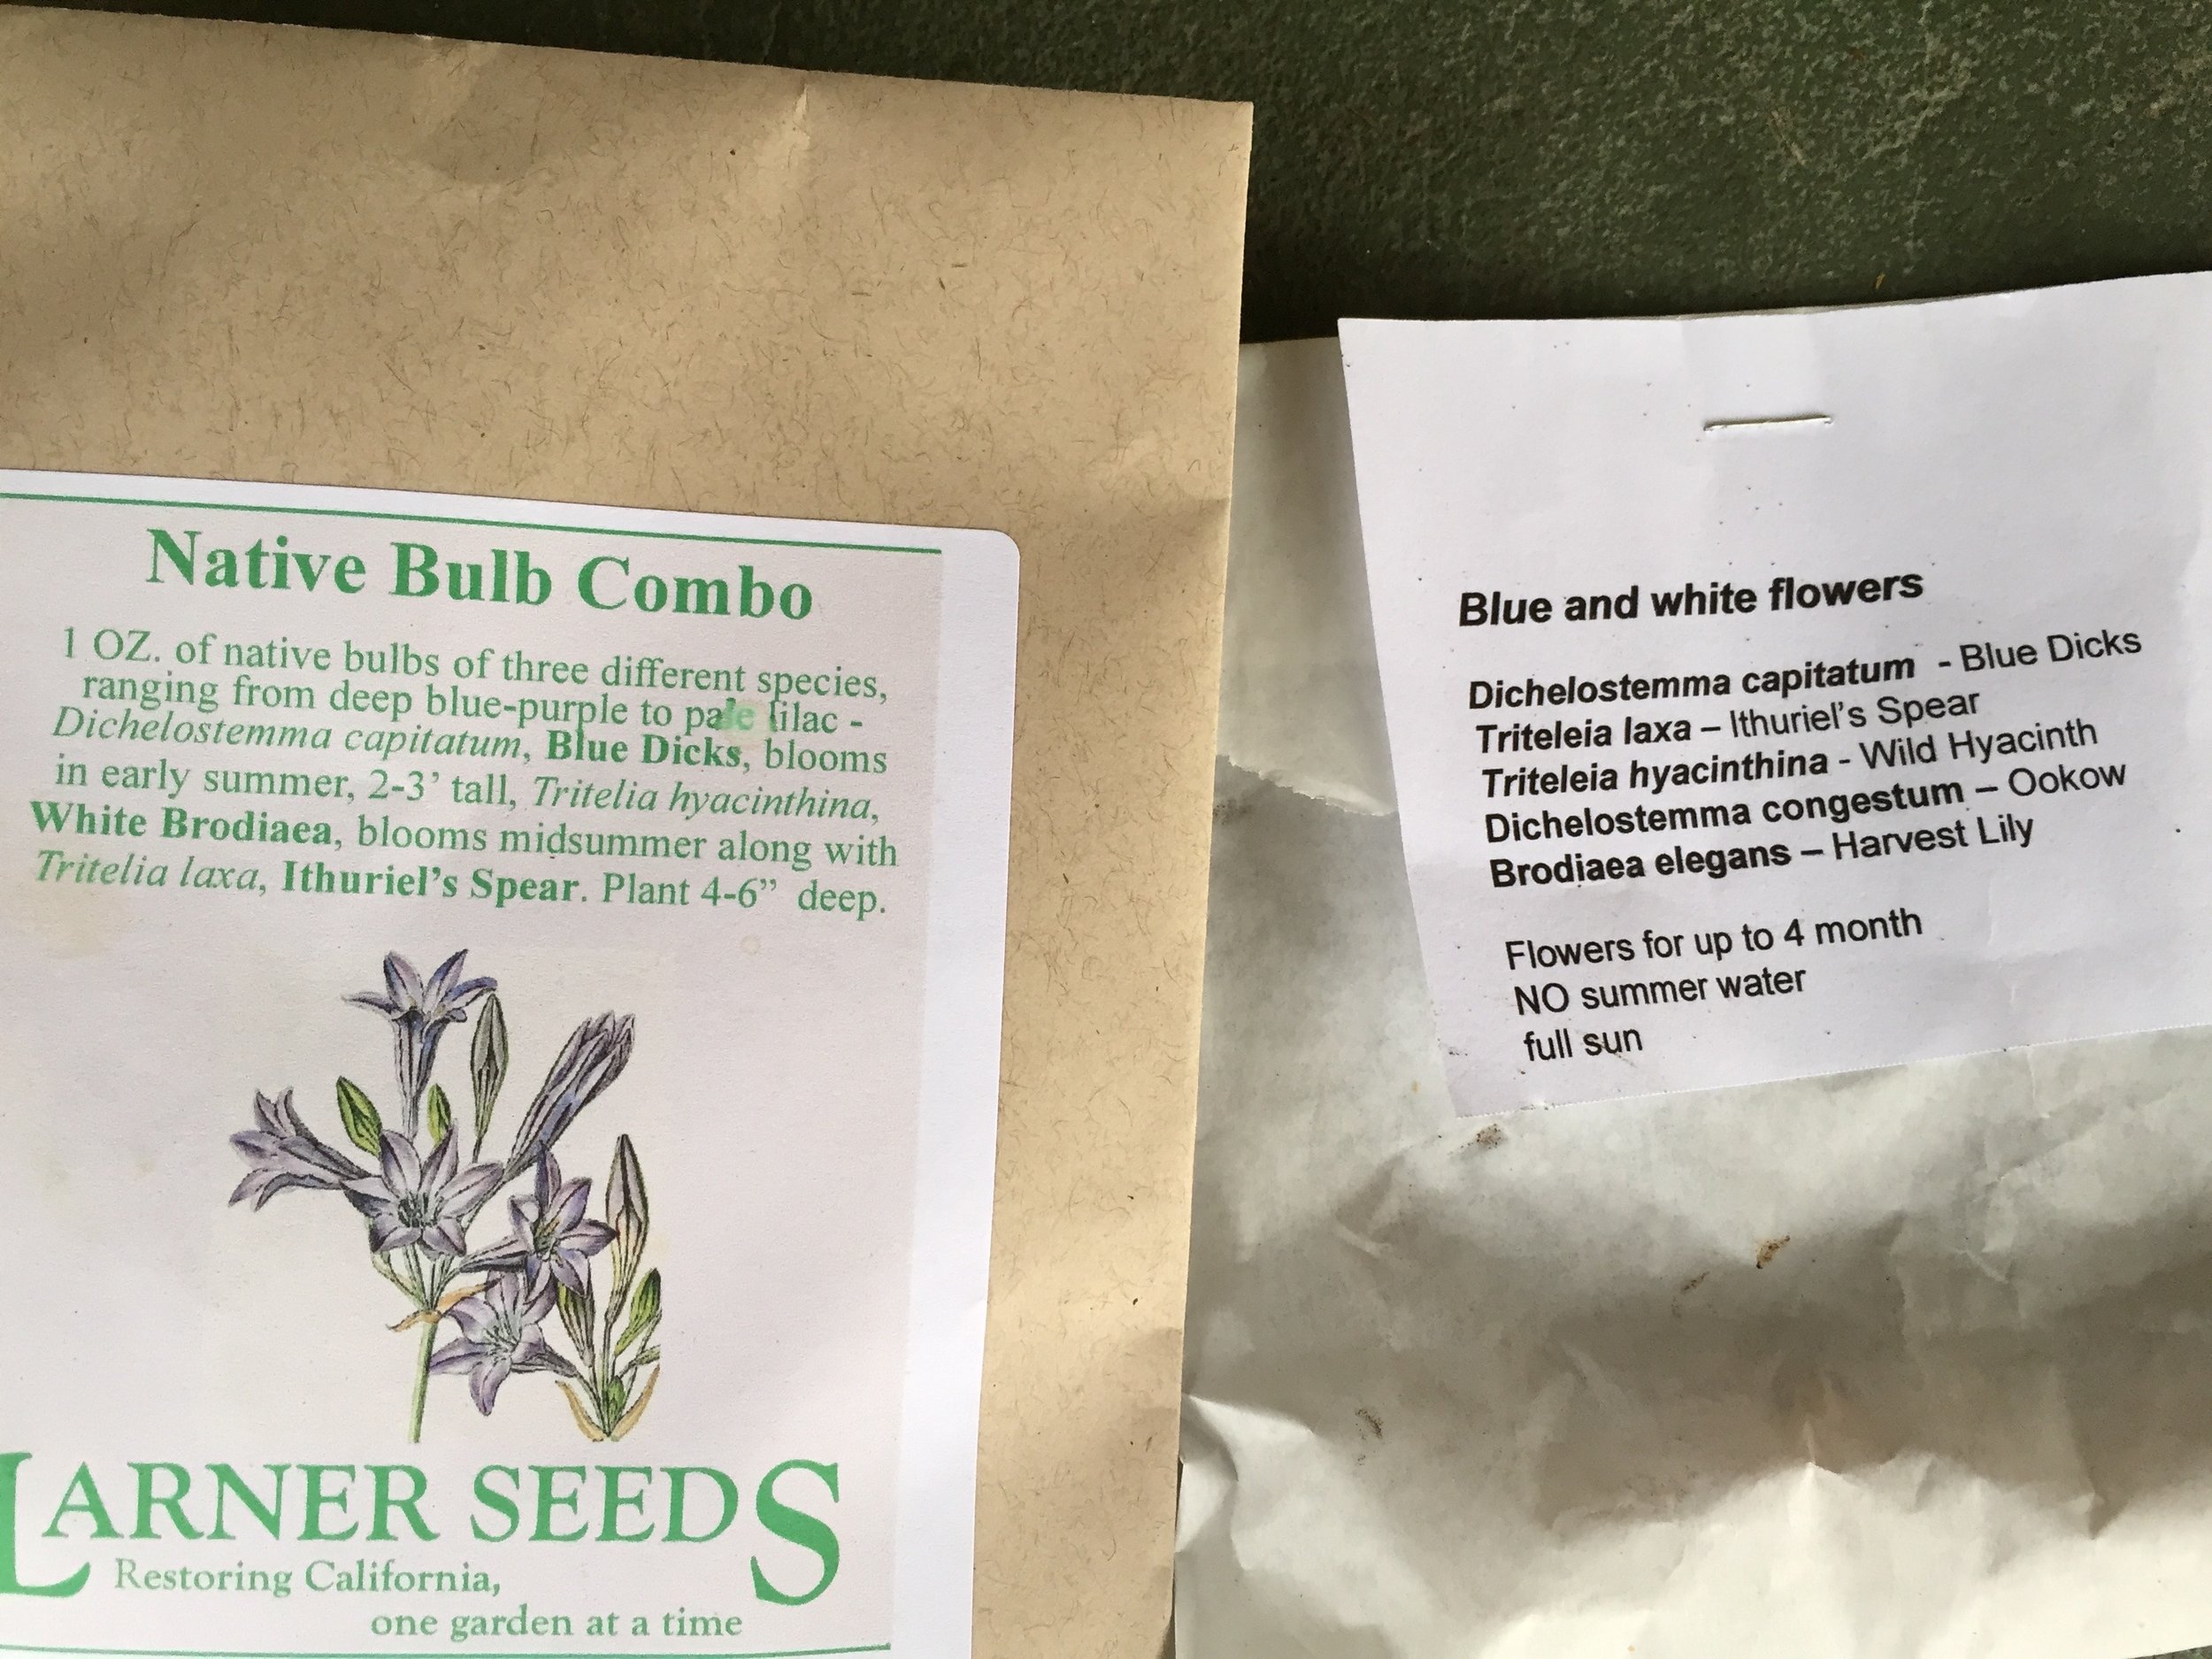 Native Bulb Combo
1 OZ. of native bulbs of three different species,
ranging from deep blue-purple to pale lilac -
Dichelostemma capitatum, Blue Dicks, blooms
in early summer, 2-3’ tall, Tritelia hyacinthina,
White Brodiaea, blooms midsummer along with
Tritelia laxa, Ithuriel’s Spear. Plant 4-6” deep.
LARNER SEEDS
Restoring California,
one garden at a time
Blue and white flowers
Dichelostemma capitatum - Blue Dicks
Triteleia laxa – Ithuriel’s Spear
Triteleia hyacinthina - Wild Hyacinth
Dichelostemma congestum – Ookow
Brodiaea elegans – Harvest Lily
Flowers for up to 4 month
NO summer water
full sun